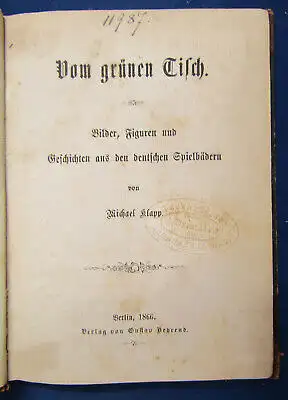 11987.
Vom grünen Tisch.
Bilder, Figuren und
Geschichten aus den deutschen Spielbädern
von
Michael Klapp.
Berlin, 1866.
Verlag von Gustav Behrend.